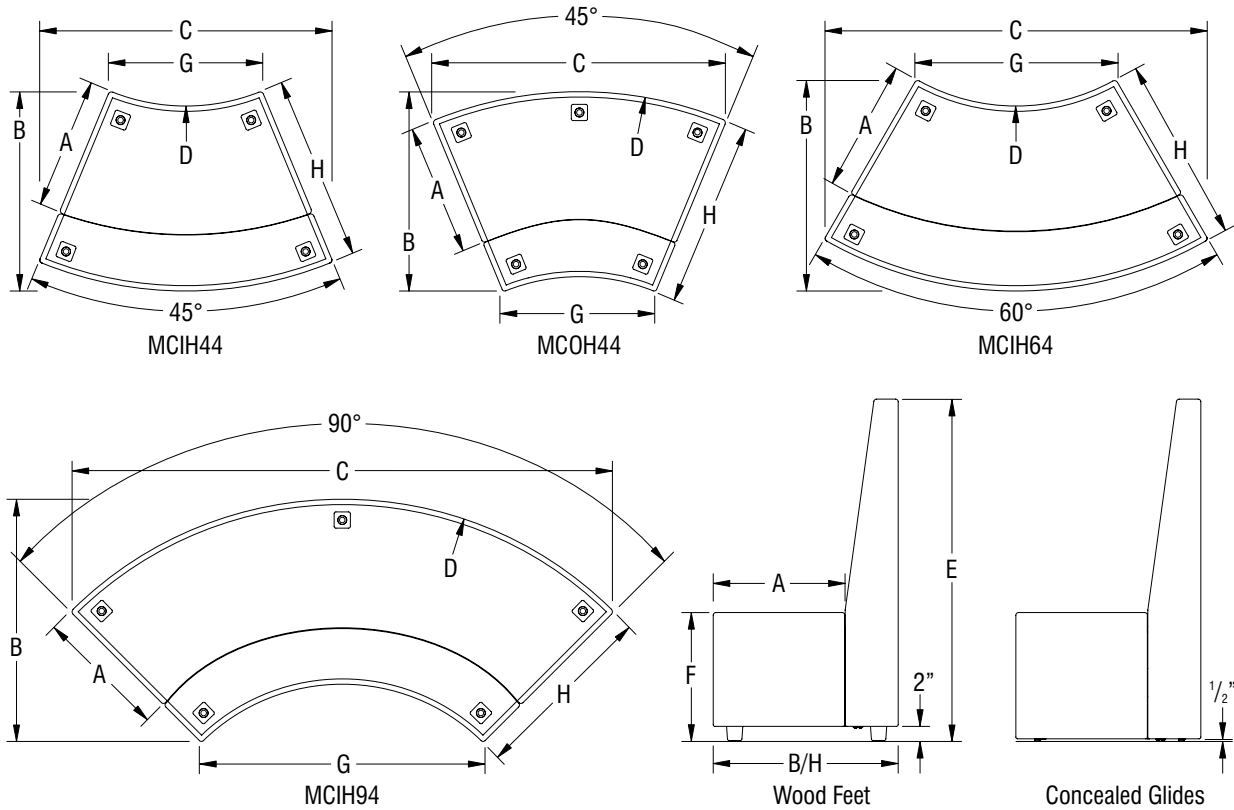 C
G
B
A
D
H
45°
MCIH44
45°
C
B
A
D
H
G
MCOH44
C
G
B
A
D
H
60°
MCIH64
90°
C
B
D
A
H
G
MCIH94
A
E
F
2”
B/H
Wood Feet
1/2”
Concealed Glides